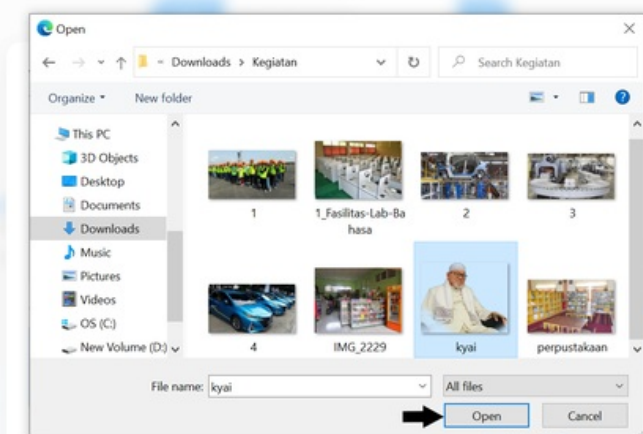 Open
Downloads > Kegiatan
Search Kegiatan
Organize
New folder
This PC
3D Objects
Desktop
Documents
Downloads
Music
Pictures
Videos
OS (C:)
New Volume (D:)
1
1_Fasilitas-Lab-Ba
hasa
2
3
4
IMG_2229
kyai
perpustakaan
File name: kyai
All files
Open
Cancel